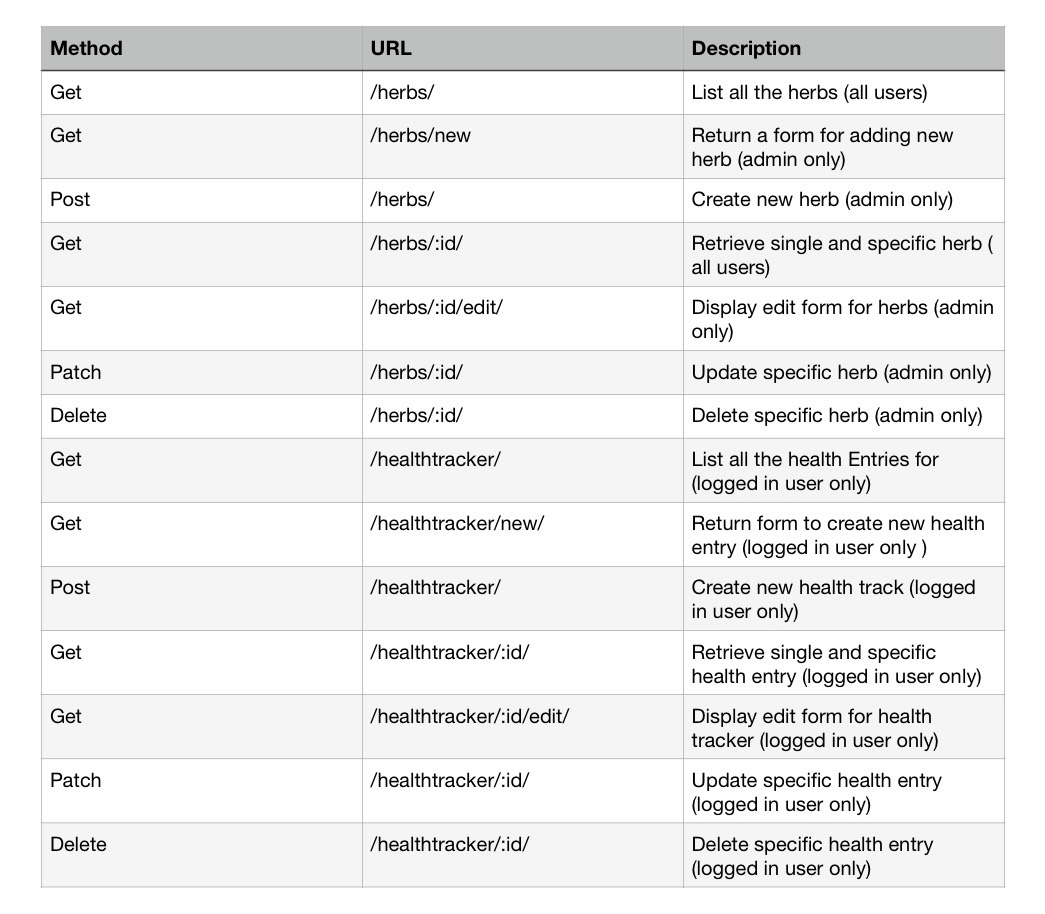 Method URL Description
Get /herbs/ List all the herbs (all users)
Get /herbs/new Return a form for adding new
herb (admin only)
Post /herbs/ Create new herb (admin only)
Get /herbs/:id/ Retrieve single and specific herb (
all users)
Get /herbs/:id/edit/ Display edit form for herbs (admin
only)
Patch /herbs/:id/ Update specific herb (admin only)
Delete /herbs/:id/ Delete specific herb (admin only)
Get /healthtracker/ List all the health Entries for
(logged in user only)
Get /healthtracker/new/ Return form to create new health
entry (logged in user only )
Post /healthtracker/ Create new health track (logged
in user only)
Get /healthtracker/:id/ Retrieve single and specific
health entry (logged in user only)
Get /healthtracker/:id/edit/ Display edit form for health
tracker (logged in user only)
Patch /healthtracker/:id/ Update specific health entry
(logged in user only)
Delete /healthtracker/:id/ Delete specific health entry
(logged in user only)